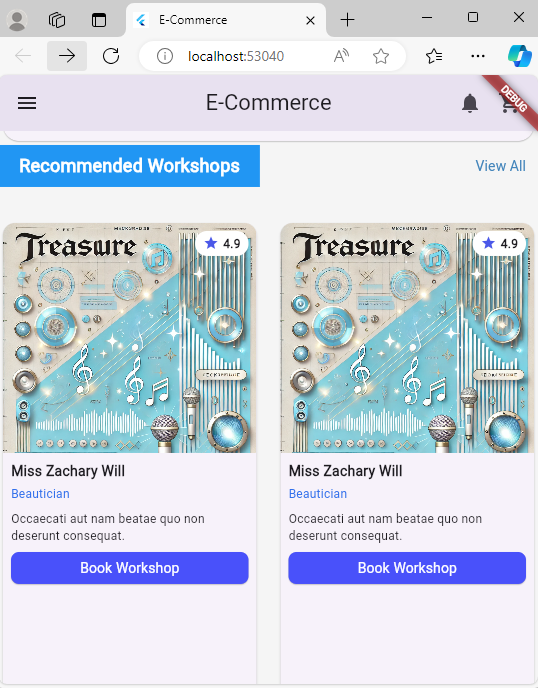 E-Commerce
localhost:53040
E-Commerce
DEBUG
Recommended Workshops
View All
Treasure
4.9
Treasure
4.9
Miss Zachary Will
Miss Zachary Will
Beautician
Beautician
Occaecati aut nam beatae quo non
deserunt consequat.
Occaecati aut nam beatae quo non
deserunt consequat.
Book Workshop
Book Workshop